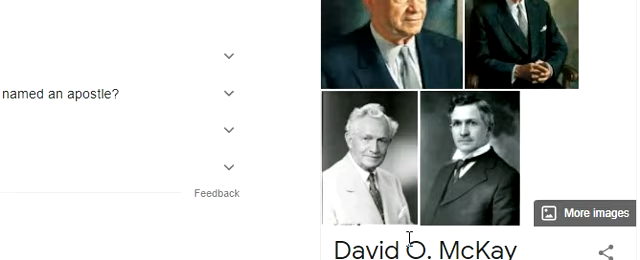 named an apostle?
Feedback
More images
David O. McKay